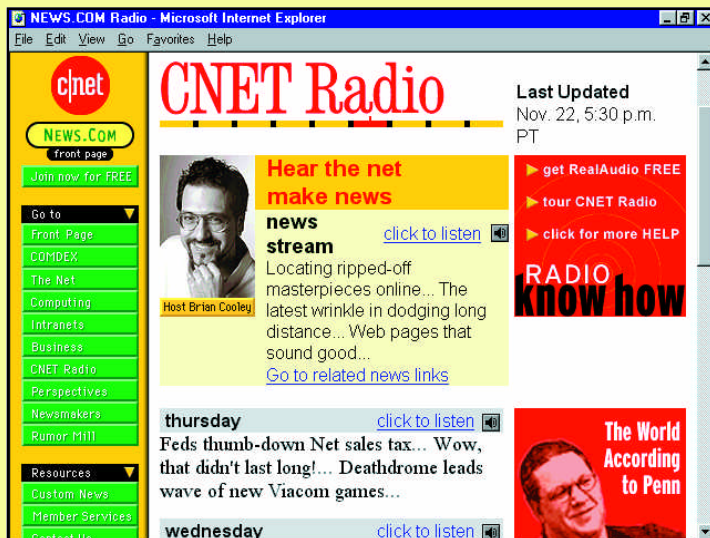 NEWS.COM Radio - Microsoft Internet Explorer
File Edit View Go Favorites Help
c|net
NEWS.COM
front page
Join now for FREE
Go to
Front Page
COMDEX
The Net
Computing
Intranets
Business
CNET Radio
Perspectives
Newsmakers
Rumor Mill
Resources
Custom News
Member Services
Contact Us
CNET Radio
Last Updated
Nov. 22, 5:30 p.m.
PT
Host Brian Cooley
Hear the net
make news
news
stream
click to listen
Locating ripped-off
masterpieces online... The
latest wrinkle in dodging long
distance... Web pages that
sound good...
Go to related news links
get RealAudio FREE
tour CNET Radio
click for more HELP
RADIO
know how
thursday click to listen
Feds thumb-down Net sales tax... Wow,
that didn't last long!... Deathdrome leads
wave of new Viacom games...
wednesday click to listen
The World
According
to Penn